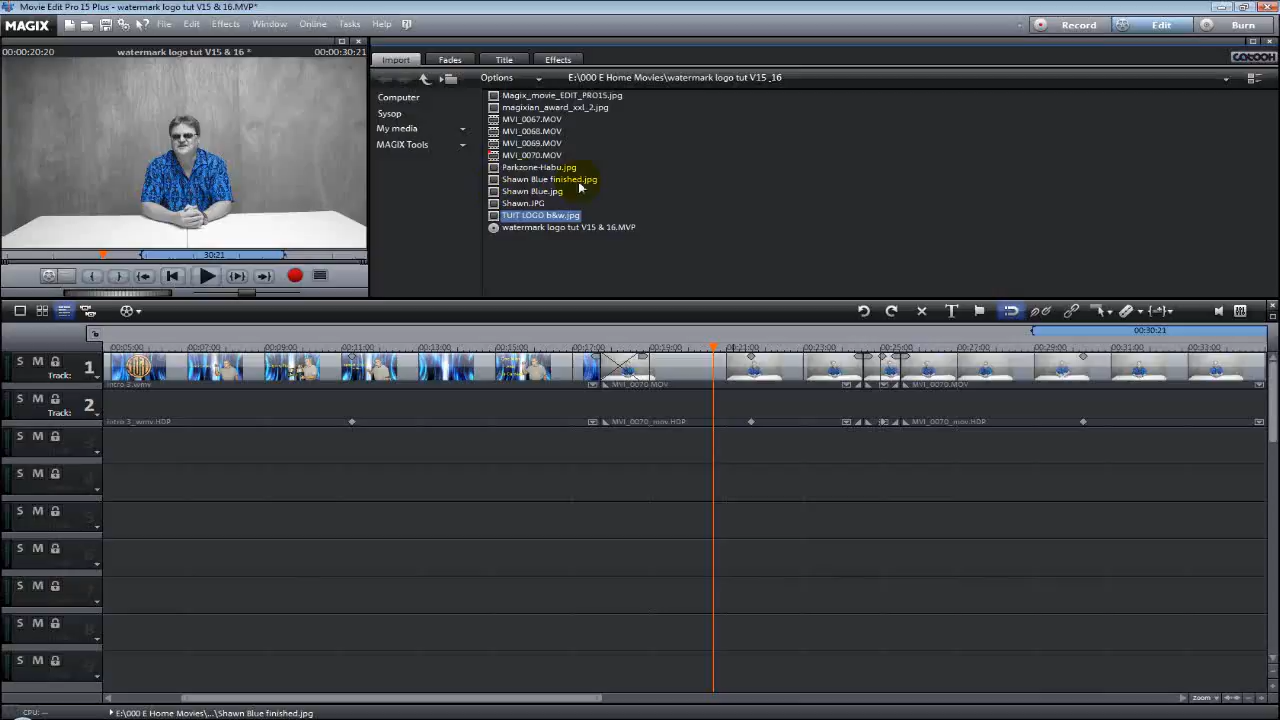 Movie Edit Pro 15 Plus - watermark logo tut V15 & 16.MVP*
MAGIX
File
Edit
Effects
Window
Online
Tasks
Help
Record
Edit
Burn
00:00:20:20
watermark logo tut V15 & 16 *
00:00:30:21
Import
Fades
Title
Effects
Options
E:\000 E Home Movies\watermark logo tut V15 _16
Computer
Sysop
My media
MAGIX Tools
Magix_movie_EDIT_PRO15.jpg
magixian_award_xxl_2.jpg
MVI_0067.MOV
MVI_0068.MOV
MVI_0069.MOV
MVI_0070.MOV
Parkzone-Habu.jpg
Shawn Blue finished.jpg
Shawn Blue.jpg
Shawn.JPG
TUIT LOGO b&w.jpg
watermark logo tut V15 & 16.MVP
30:21
00:30:21
00:05:00
00:07:00
00:09:00
00:11:00
00:13:00
00:15:00
00:17:00
00:19:00
00:21:00
00:23:00
00:25:00
00:27:00
00:29:00
00:31:00
00:33:00
S M 1
Track:
Intro 3.wmv
MVI_0070.MOV
MVI_0070.MOV
S M 2
Track:
Intro 3_wmv.HDP
MVI_0070_mov.HDP
MVI_0070_mov.HDP
S M
S M
S M
S M
S M
S M
S M
Zoom
CPU: --
E:\000 E Home Movies\...\Shawn Blue finished.jpg